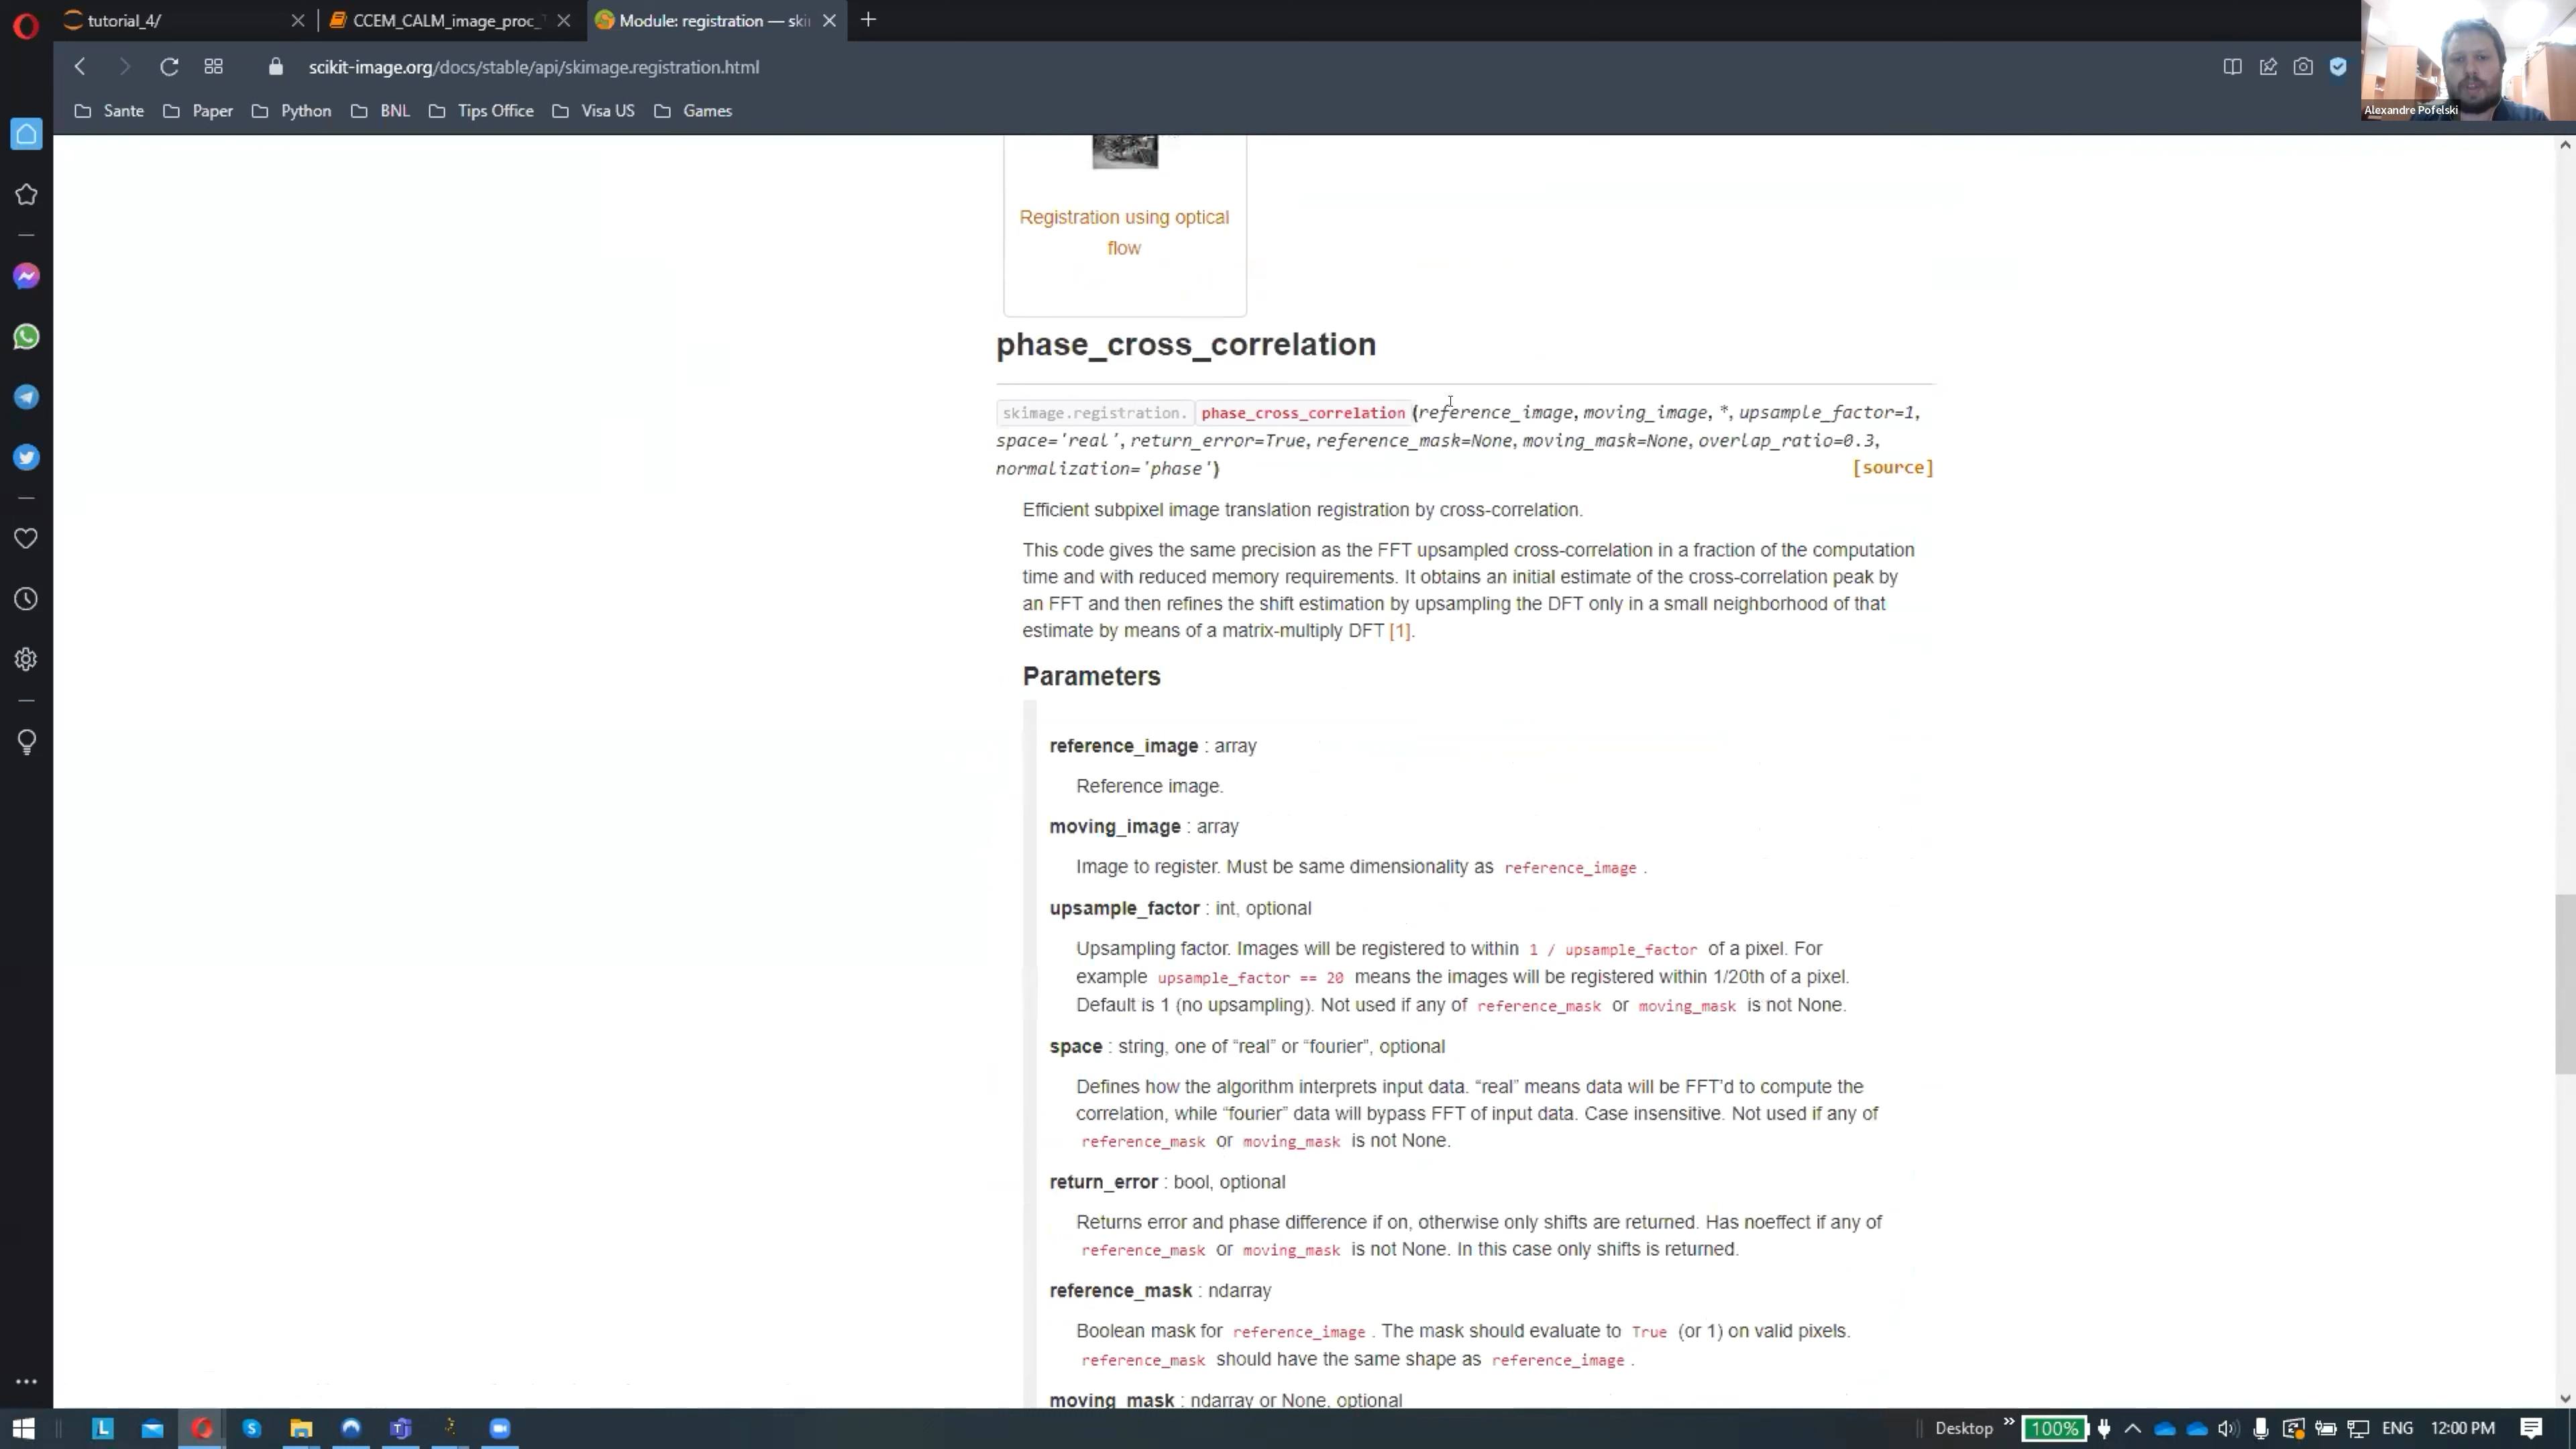 tutorial_4/
CCEM_CALM_image_proc_
Module: registration — ski
scikit-image.org/docs/stable/api/skimage.registration.html
Sante Paper Python BNL Tips Office Visa US Games
Alexandre Pofelski
Registration using optical
flow
phase_cross_correlation
skimage.registration.phase_cross_correlation(reference_image, moving_image, *, upsample_factor=1,
space='real', return_error=True, reference_mask=None, moving_mask=None, overlap_ratio=0.3,
normalization='phase')
[source]
Efficient subpixel image translation registration by cross-correlation.
This code gives the same precision as the FFT upsampled cross-correlation in a fraction of the computation
time and with reduced memory requirements. It obtains an initial estimate of the cross-correlation peak by
an FFT and then refines the shift estimation by upsampling the DFT only in a small neighborhood of that
estimate by means of a matrix-multiply DFT [1].
Parameters
reference_image : array
Reference image.
moving_image : array
Image to register. Must be same dimensionality as reference_image .
upsample_factor : int, optional
Upsampling factor. Images will be registered to within 1 / upsample_factor of a pixel. For
example upsample_factor == 20 means the images will be registered within 1/20th of a pixel.
Default is 1 (no upsampling). Not used if any of reference_mask or moving_mask is not None.
space : string, one of “real” or “fourier”, optional
Defines how the algorithm interprets input data. “real” means data will be FFT’d to compute the
correlation, while “fourier” data will bypass FFT of input data. Case insensitive. Not used if any of
reference_mask or moving_mask is not None.
return_error : bool, optional
Returns error and phase difference if on, otherwise only shifts are returned. Has noeffect if any of
reference_mask or moving_mask is not None. In this case only shifts is returned.
reference_mask : ndarray
Boolean mask for reference_image . The mask should evaluate to True (or 1) on valid pixels.
reference_mask should have the same shape as reference_image .
moving_mask : ndarray or None, optional
Desktop
100%
ENG
12:00 PM